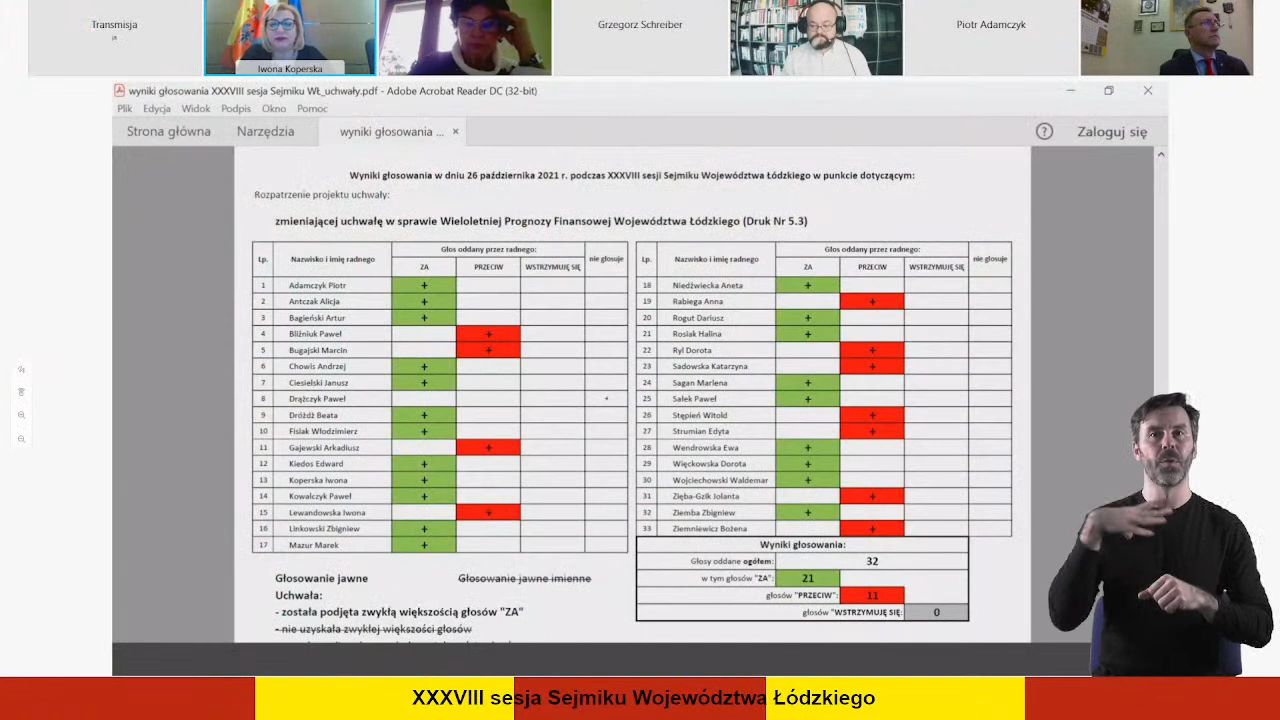 Transmisja
Iwona Koperska
Grzegorz Schreiber
Piotr Adamczyk
wyniki głosowania XXXVIII sesja Sejmiku WŁ_uchwały.pdf - Adobe Acrobat Reader DC (32-bit)
Plik Edycja Widok Podpis Okno Pomoc
Strona główna Narzędzia wyniki głosowania ... × ? Zaloguj się
Wyniki głosowania w dniu 26 października 2021 r. podczas XXXVIII sesji Sejmiku Województwa Łódzkiego w punkcie dotyczącym:
Rozpatrzenie projektu uchwały:
zmieniającej uchwałę w sprawie Wieloletniej Prognozy Finansowej Województwa Łódzkiego (Druk Nr 5.3)
Lp. Nazwisko i imię radnego Głos oddany przez radnego: nie głosuje
ZA PRZECIW WSTRZYMUJĘ SIĘ
1 Adamczyk Piotr +
2 Antczak Alicja +
3 Bagieński Artur +
4 Bliźniuk Paweł +
5 Bugajski Marcin +
6 Chowis Andrzej +
7 Ciesielski Janusz +
8 Drążczyk Paweł
9 Dróżdż Beata +
10 Fisiak Włodzimierz +
11 Gajewski Arkadiusz +
12 Kiedos Edward +
13 Koperska Iwona +
14 Kowalczyk Paweł +
15 Lewandowska Iwona +
16 Linkowski Zbigniew +
17 Mazur Marek +
Lp. Nazwisko i imię radnego Głos oddany przez radnego: nie głosuje
ZA PRZECIW WSTRZYMUJĘ SIĘ
18 Niedźwiecka Aneta +
19 Rabiega Anna +
20 Rogut Dariusz +
21 Rosiak Halina +
22 Ryl Dorota +
23 Sadowska Katarzyna +
24 Sagan Marlena +
25 Sałek Paweł +
26 Stępień Witold +
27 Strumian Edyta +
28 Wendrowska Ewa +
29 Więckowska Dorota +
30 Wojciechowski Waldemar +
31 Zięba-Gzik Jolanta +
32 Ziemba Zbigniew +
33 Ziemniewicz Bożena +
Wyniki głosowania:
Głosy oddane ogółem: 32
w tym głosów "ZA": 21
głosów "PRZECIW": 11
głosów "WSTRZYMUJĘ SIĘ: 0
Głosowanie jawne Głosowanie jawne imienne
Uchwała:
- została podjęta zwykłą większością głosów "ZA"
- nie uzyskała zwykłej większości głosów
XXXVIII sesja Sejmiku Województwa Łódzkiego